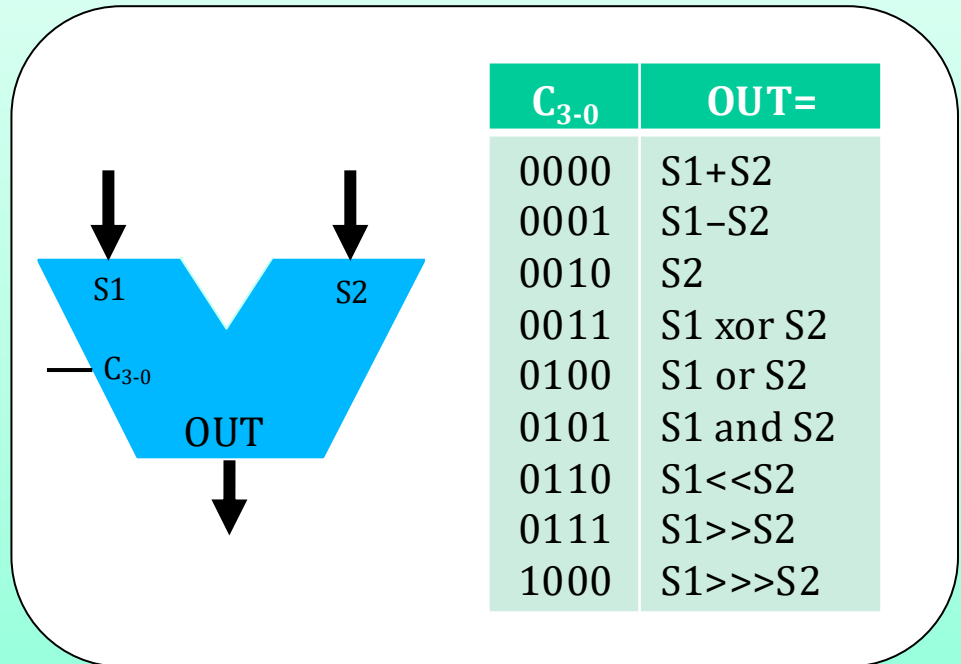 S1
S2
C3-0
OUT
C3-0 OUT=
0000 S1+S2
0001 S1–S2
0010 S2
0011 S1 xor S2
0100 S1 or S2
0101 S1 and S2
0110 S1<<S2
0111 S1>>S2
1000 S1>>>S2